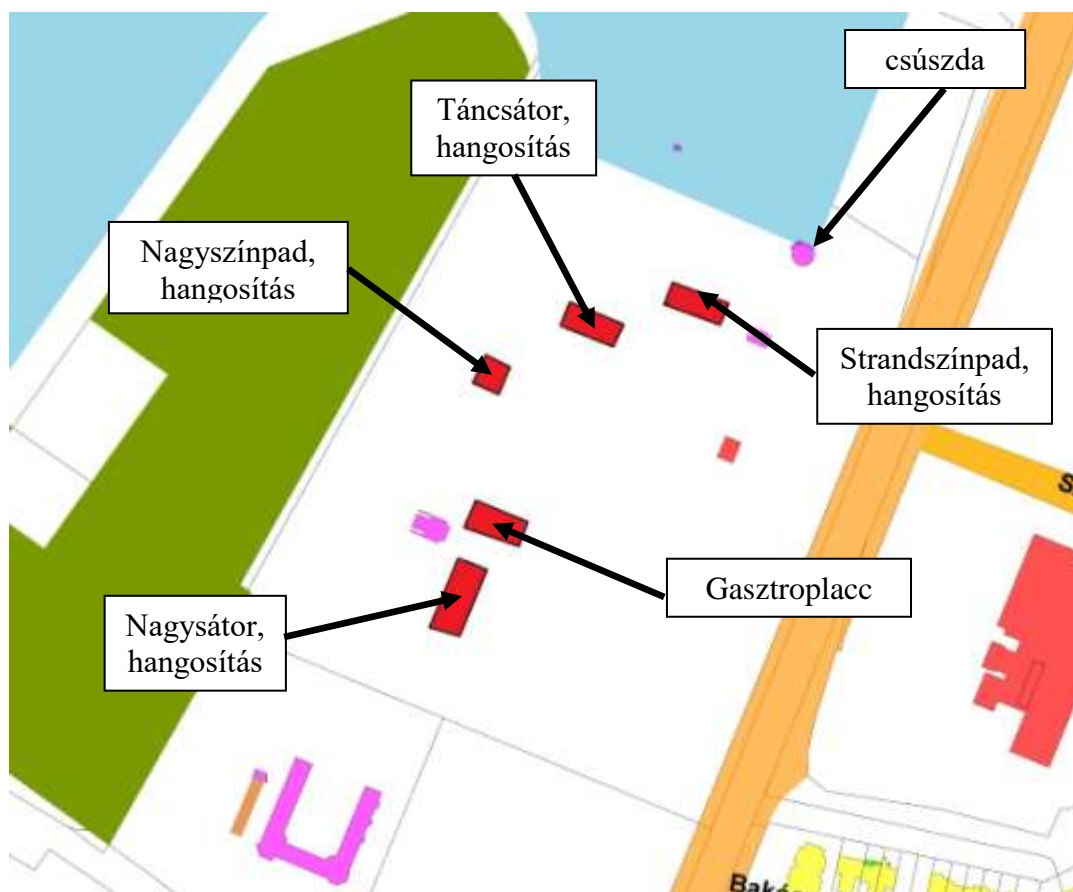 csúszda
Táncsátor,
hangosítás
Nagyszínpad,
hangosítás
Strandszínpad,
hangosítás
Gasztroplacc
Nagysátor,
hangosítás